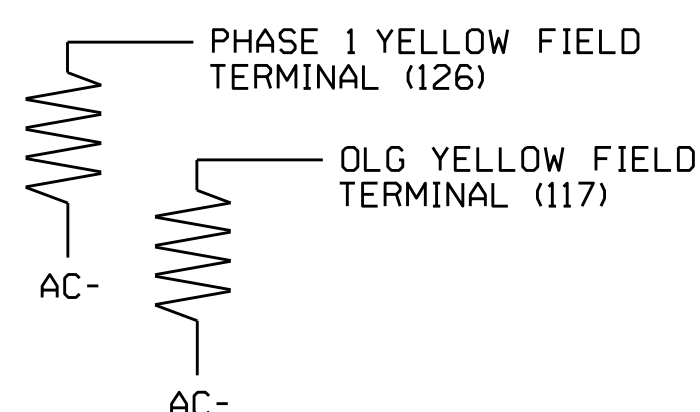 PHASE 1 YELLOW FIELD
TERMINAL (126)
OLG YELLOW FIELD
TERMINAL (117)
AC-
AC-